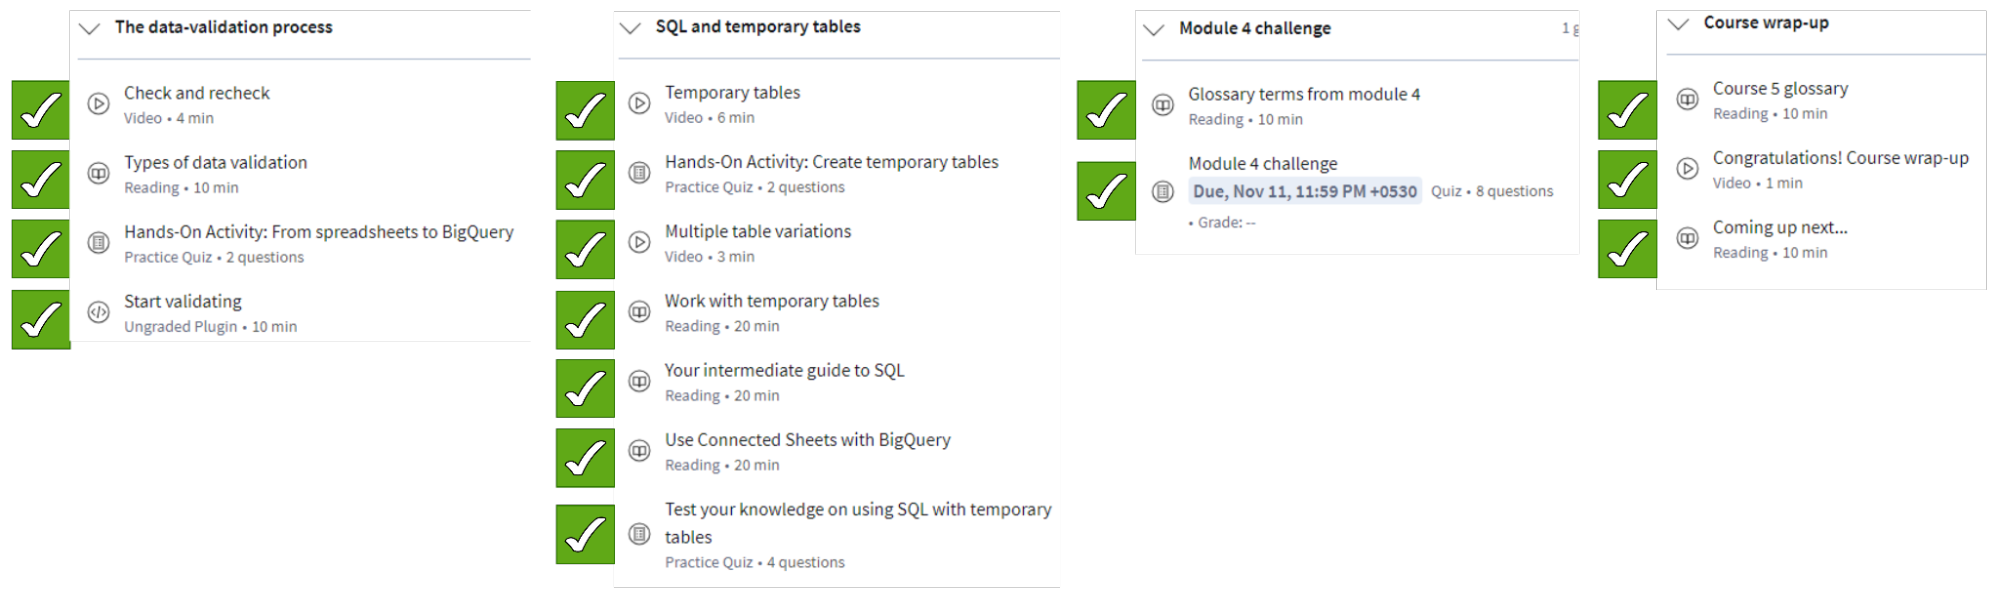 The data-validation process
Check and recheck
Video • 4 min
Types of data validation
Reading • 10 min
Hands-On Activity: From spreadsheets to BigQuery
Practice Quiz • 2 questions
Start validating
Ungraded Plugin • 10 min
SQL and temporary tables
Temporary tables
Video • 6 min
Hands-On Activity: Create temporary tables
Practice Quiz • 2 questions
Multiple table variations
Video • 3 min
Work with temporary tables
Reading • 20 min
Your intermediate guide to SQL
Reading • 20 min
Use Connected Sheets with BigQuery
Reading • 20 min
Test your knowledge on using SQL with temporary
tables
Practice Quiz • 4 questions
Module 4 challenge 1 g
Glossary terms from module 4
Reading • 10 min
Module 4 challenge
Due, Nov 11, 11:59 PM +0530 Quiz • 8 questions
• Grade: --
Course wrap-up
Course 5 glossary
Reading • 10 min
Congratulations! Course wrap-up
Video • 1 min
Coming up next...
Reading • 10 min